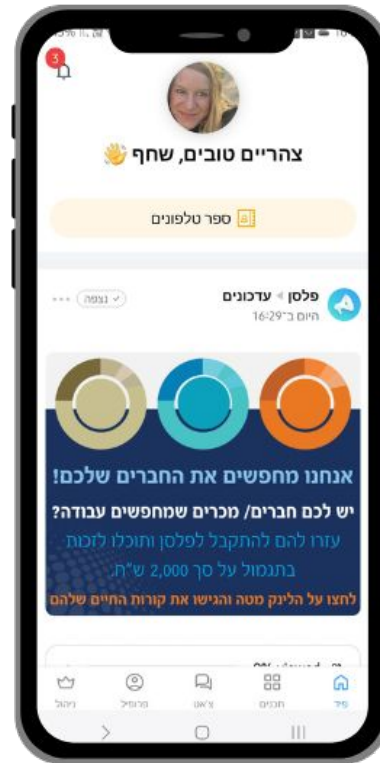 3
צהריים טובים, שחף 👋
ספר טלפונים
פלסן ◂ עדכונים
היום ב־16:29
✓ נצפה
אנחנו מחפשים את החברים שלכם!
יש לכם חברים/ מכרים שמחפשים עבודה?
עזרו להם להתקבל לפלסן ותוכלו לזכות
בתגמול על סך 2,000 ש"ח.
לחצו על הלינק מטה והגישו את קורות החיים שלהם
פיד
תכנים
צ'אט
פרופיל
ניהול